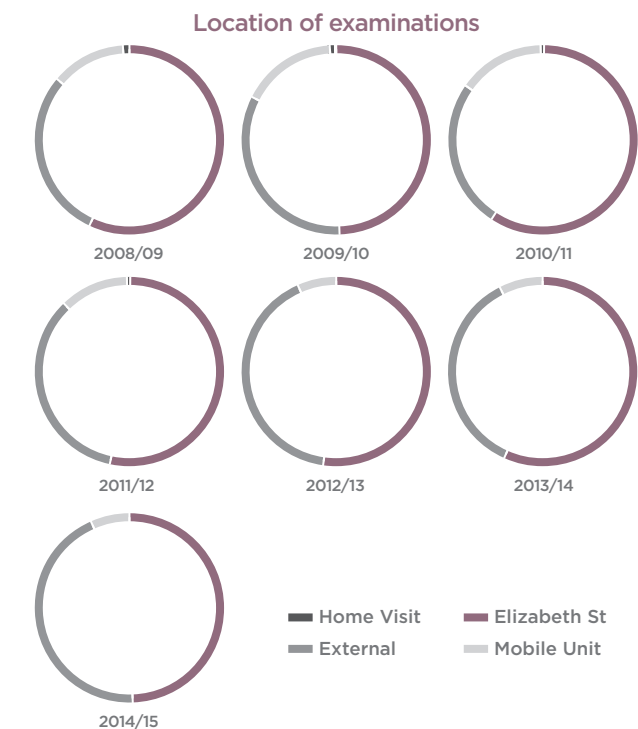 Location of examinations
2008/09
2009/10
2010/11
2011/12
2012/13
2013/14
2014/15
Home Visit
Elizabeth St
External
Mobile Unit